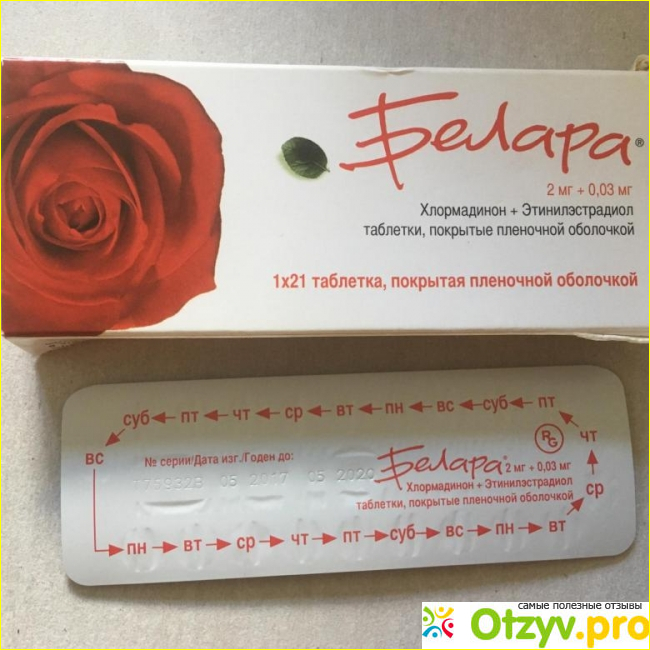 Белара®
2 мг + 0,03 мг
Хлормадинон + Этинилэстрадиол
таблетки, покрытые пленочной оболочкой
1x21 таблетка, покрытая пленочной оболочкой
суб пт чт ср вт пн вс суб пт
вс чт
RG
№ серии/Дата изг./Годен до:
05 2017 05 2020
Белара® 2 мг + 0,03 мг
Хлормадинон + Этинилэстрадиол
ср
таблетки, покрытые пленочной оболочкой
пн вт ср чт пт суб вс пн вт
самые полезные отзывы
Otzyv.pro